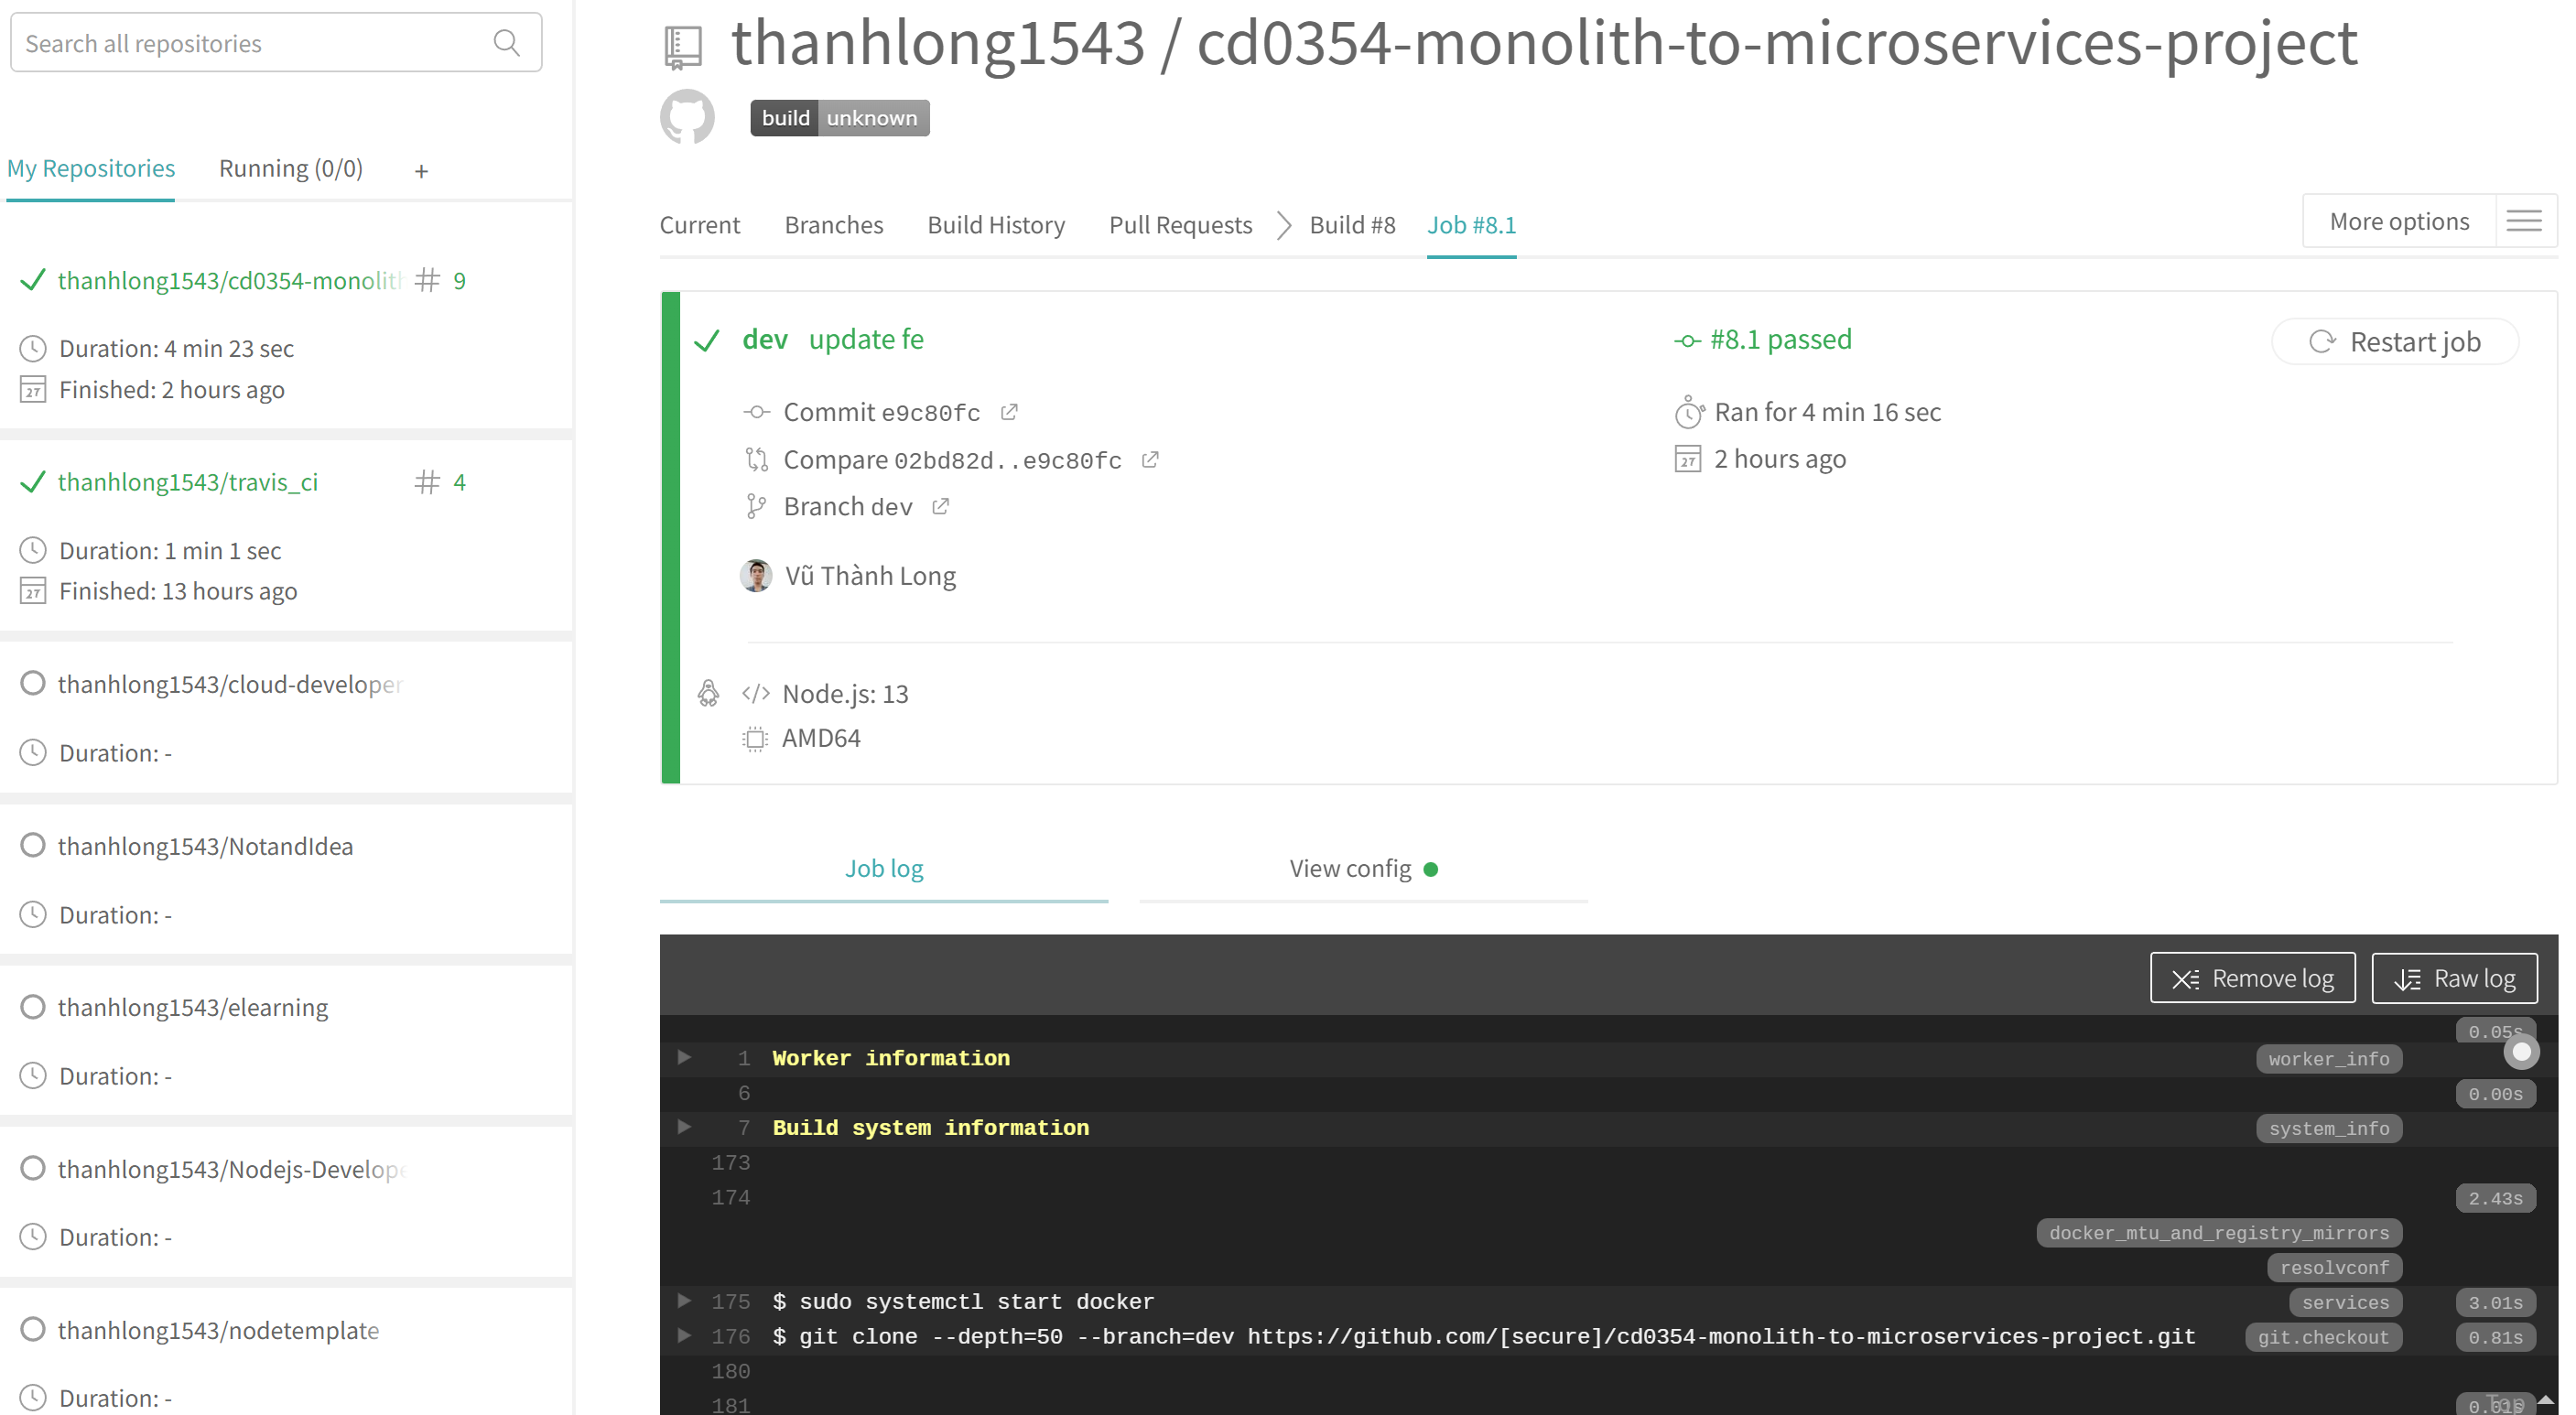 Search all repositories
My Repositories
Running (0/0)
+
thanhlong1543/cd0354-monolit
# 9
Duration: 4 min 23 sec
Finished: 2 hours ago
thanhlong1543/travis_ci
# 4
Duration: 1 min 1 sec
Finished: 13 hours ago
thanhlong1543/cloud-developer
Duration: -
thanhlong1543/NotandIdea
Duration: -
thanhlong1543/elearning
Duration: -
thanhlong1543/Nodejs-Develope
Duration: -
thanhlong1543/nodetemplate
Duration: -
thanhlong1543 / cd0354-monolith-to-microservices-project
build unknown
Current
Branches
Build History
Pull Requests
Build #8
Job #8.1
More options
dev update fe
Commit e9c80fc
Compare 02bd82d..e9c80fc
Branch dev
Vũ Thành Long
#8.1 passed
Ran for 4 min 16 sec
2 hours ago
Restart job
Node.js: 13
AMD64
Job log
View config
Remove log
Raw log
0.05s
1 Worker information worker_info
6 0.00s
7 Build system information system_info
173
174 2.43s
docker_mtu_and_registry_mirrors
resolvconf
175 $ sudo systemctl start docker services 3.01s
176 $ git clone --depth=50 --branch=dev https://github.com/[secure]/cd0354-monolith-to-microservices-project.git git.checkout 0.81s
180
181 0.01s
Top